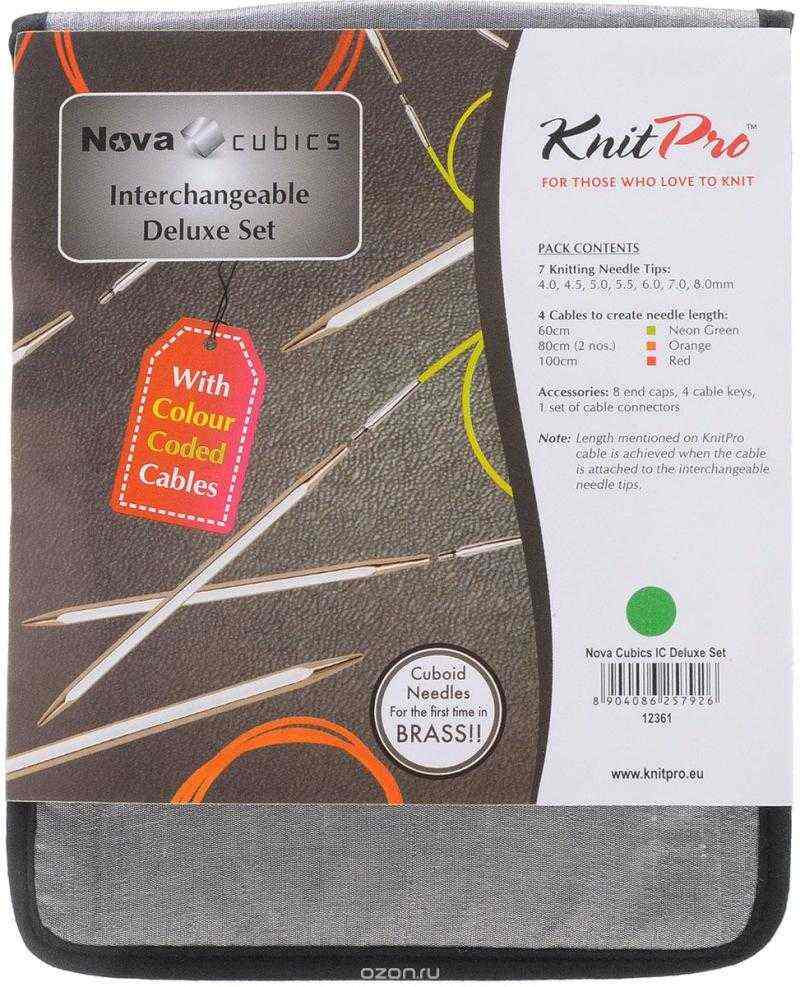 Nova cubics
Interchangeable
Deluxe Set
With
Colour
Coded
Cables
Cuboid
Needles
For the first time in
BRASS!!
KnitPro™
FOR THOSE WHO LOVE TO KNIT
PACK CONTENTS
7 Knitting Needle Tips:
4.0, 4.5, 5.0, 5.5, 6.0, 7.0, 8.0mm
4 Cables to create needle length:
60cm Neon Green
80cm (2 nos.) Orange
100cm Red
Accessories: 8 end caps, 4 cable keys,
1 set of cable connectors
Note: Length mentioned on KnitPro
cable is achieved when the cable
is attached to the interchangeable
needle tips.
Nova Cubics IC Deluxe Set
8 904086 257926
12361
www.knitpro.eu
ozon.ru